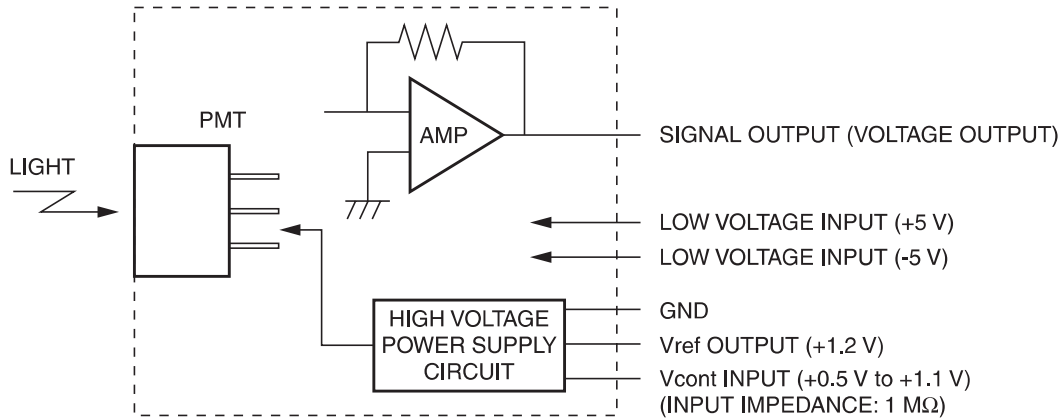 PMT
LIGHT
AMP
SIGNAL OUTPUT (VOLTAGE OUTPUT)
LOW VOLTAGE INPUT (+5 V)
LOW VOLTAGE INPUT (-5 V)
HIGH VOLTAGE
POWER SUPPLY
CIRCUIT
GND
Vref OUTPUT (+1.2 V)
Vcont INPUT (+0.5 V to +1.1 V)
(INPUT IMPEDANCE: 1 MΩ)